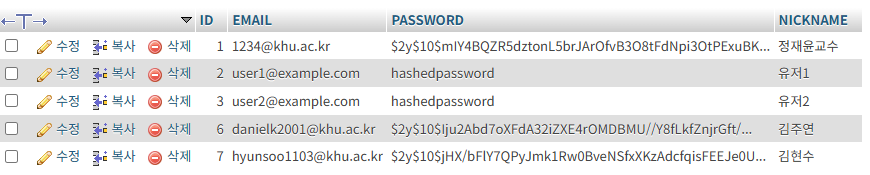 ID EMAIL PASSWORD NICKNAME
수정 복사 삭제 1 1234@khu.ac.kr $2y$10$mIY4BQZR5dztonL5brJArOfvB3O8tFdNpi3OtPExuBK... 정재윤교수
수정 복사 삭제 2 user1@example.com hashedpassword 유저1
수정 복사 삭제 3 user2@example.com hashedpassword 유저2
수정 복사 삭제 6 danielk2001@khu.ac.kr $2y$10$Iju2Abd7oXFdA32iZXE4rOMDBMU//Y8fLkfZnjrGft/... 김주연
수정 복사 삭제 7 hyunsoo1103@khu.ac.kr $2y$10$jHX/bFlY7QPyJmk1Rw0BveNSfxXKzAdcfqisFEEJe0U... 김현수